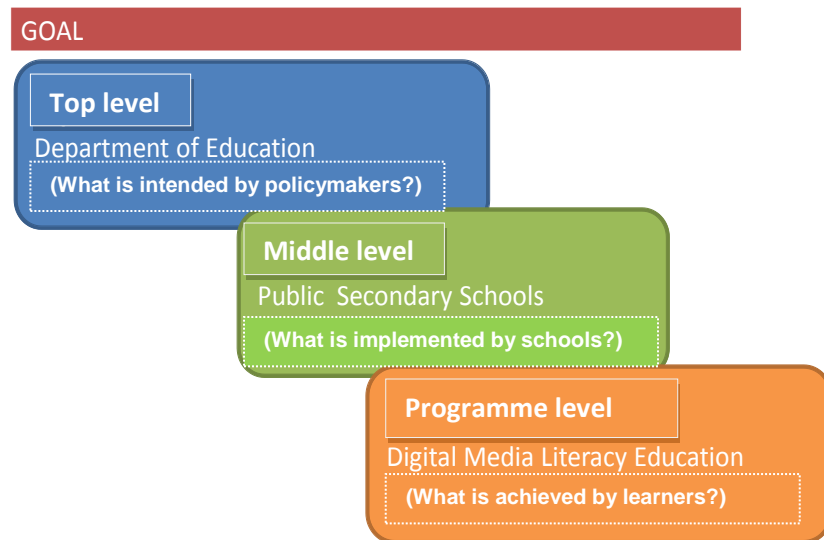 GOAL
Top level
Department of Education
(What is intended by policymakers?)
Middle level
Public Secondary Schools
(What is implemented by schools?)
Programme level
Digital Media Literacy Education
(What is achieved by learners?)